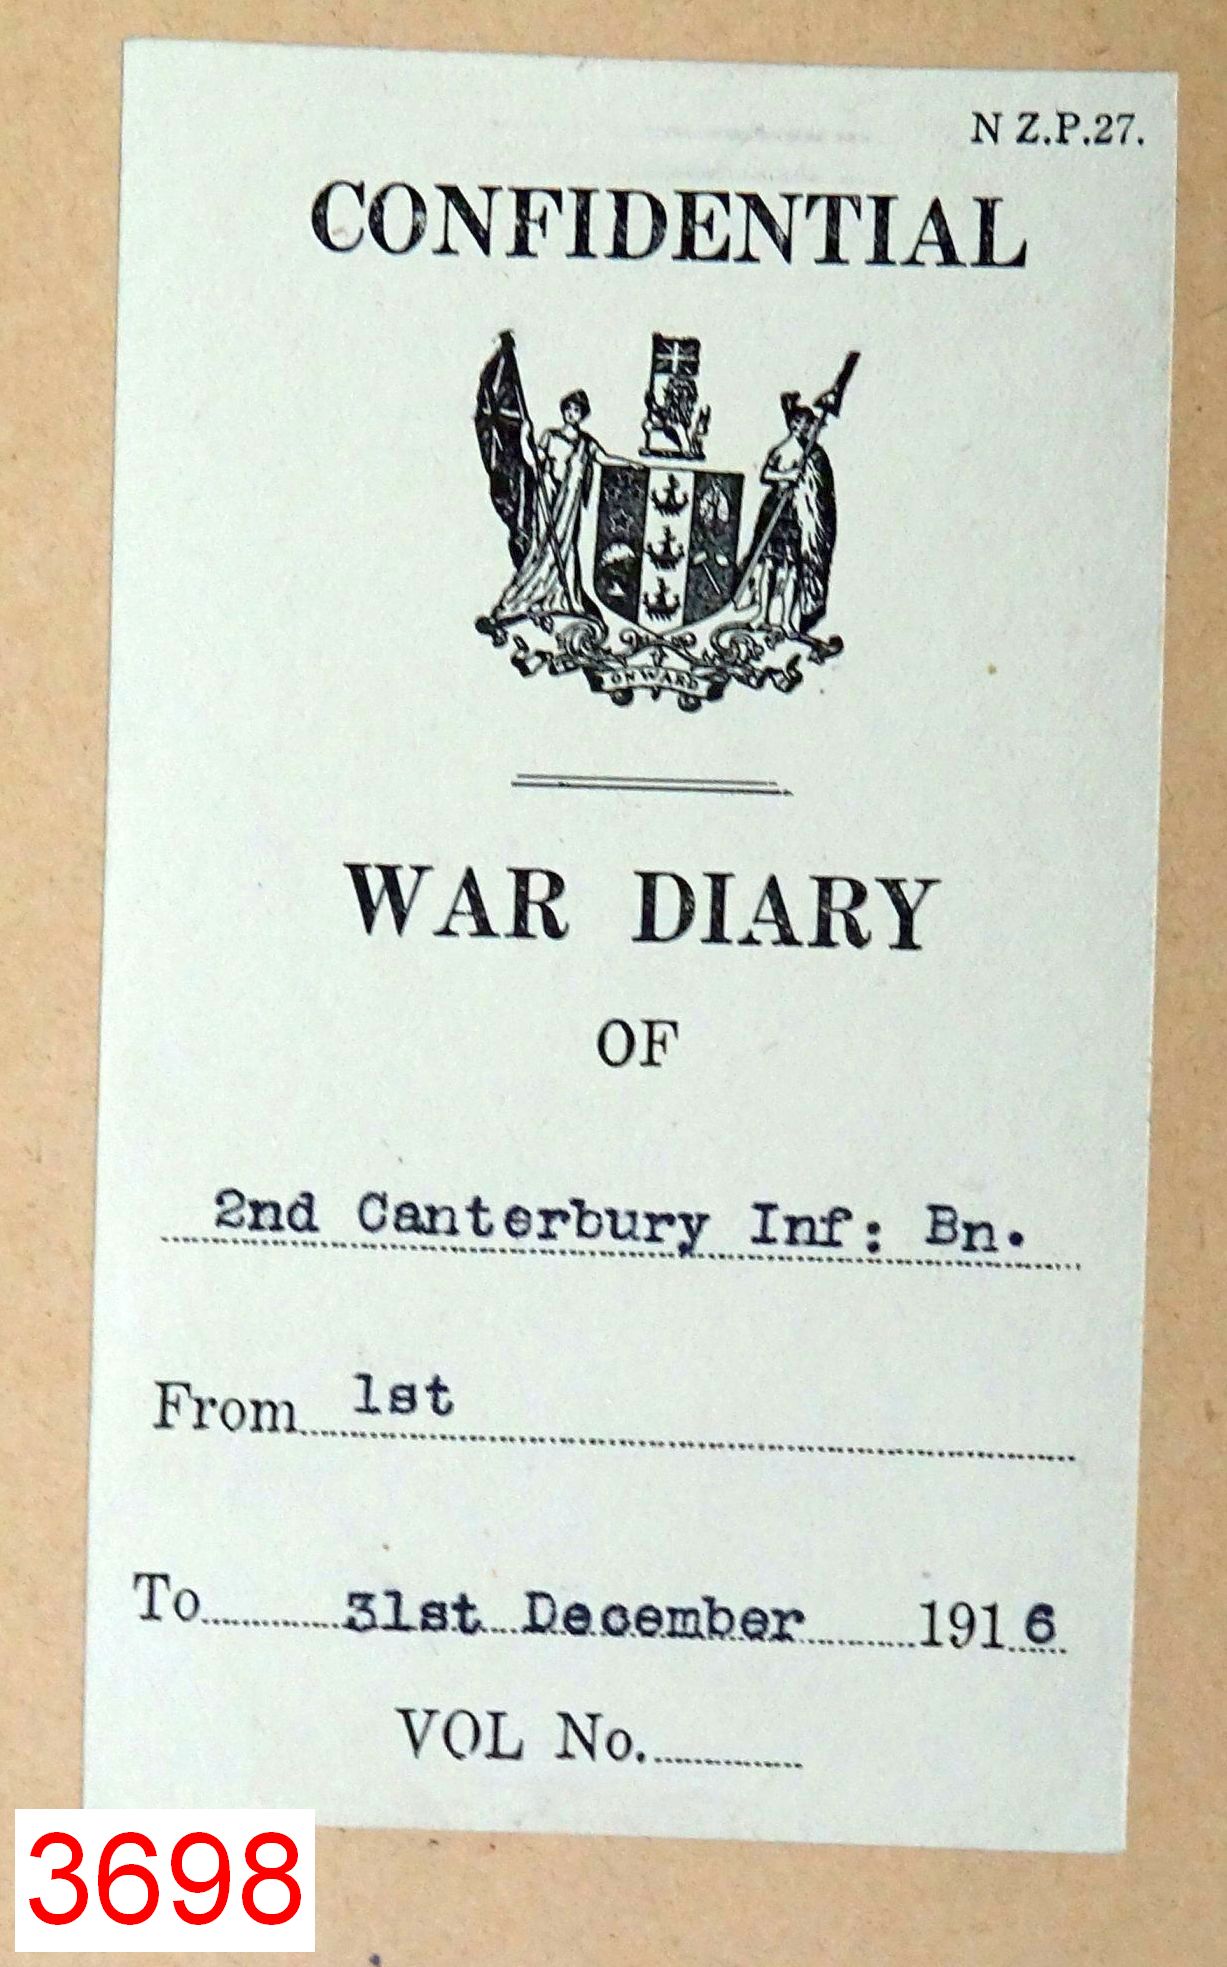 N Z.P.27.
CONFIDENTIAL
ONWARD
WAR DIARY
OF
2nd Canterbury Inf: Bn.
From 1st
To 31st December 1916
VOL No.
3698